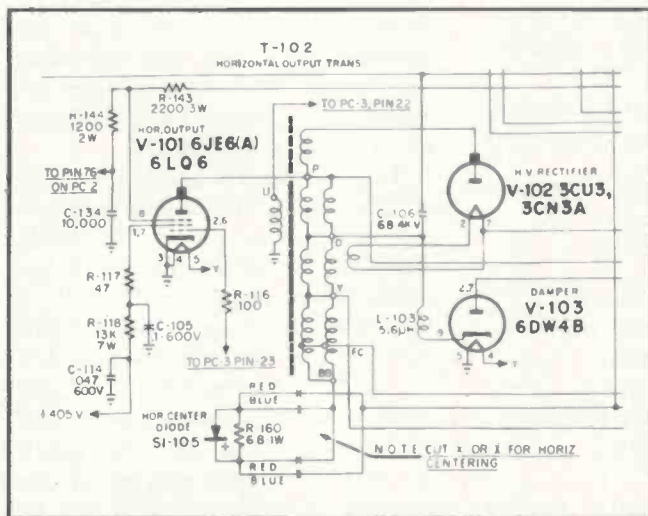 T-102
HORIZONTAL OUTPUT TRANS
R-143
2200 3W
R-144
1200
2W
TO PC-3, PIN 22
HOR. OUTPUT
V-101 6JE6(A)
6LQ6
TO PIN 76
ON PC 2
C-134
10,000
8
1,7
2,6
3
4
5
Y
U
P
D
Y
FC
BB
C-106
68 4KV
H V RECTIFIER
V-102 3CU3,
3CN3A
2
7
R-117
47
R-118
13K
7W
C-105
.1-600V
R-116
100
TO PC-3 PIN-23
L-103
5.6µH
DAMPER
V-103
6DW4B
2,7
9
5
4
Y
C-114
.047
600V
405 V
HOR CENTER
DIODE
SI-105
+
RED
BLUE
R 160
6.8 1W
RED
BLUE
NOTE CUT X OR X FOR HORIZ
CENTERING